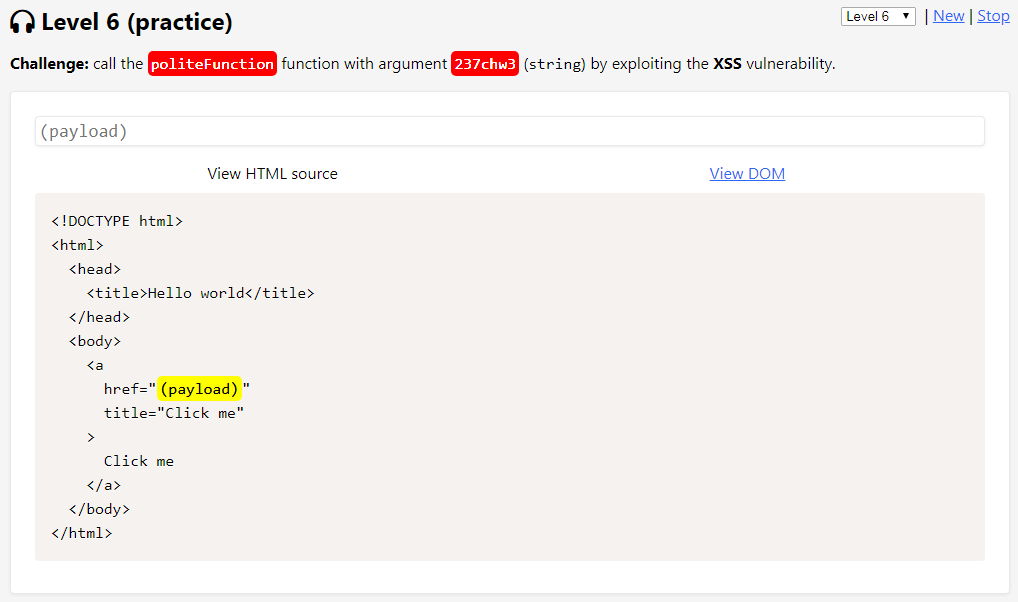 Level 6 (practice)
Level 6 ▼ | New | Stop
Challenge: call the politeFunction function with argument 237chw3 (string) by exploiting the XSS vulnerability.
(payload)
View HTML source View DOM
<!DOCTYPE html>
<html>
<head>
<title>Hello world</title>
</head>
<body>
<a
href="(payload)"
title="Click me"
>
Click me
</a>
</body>
</html>